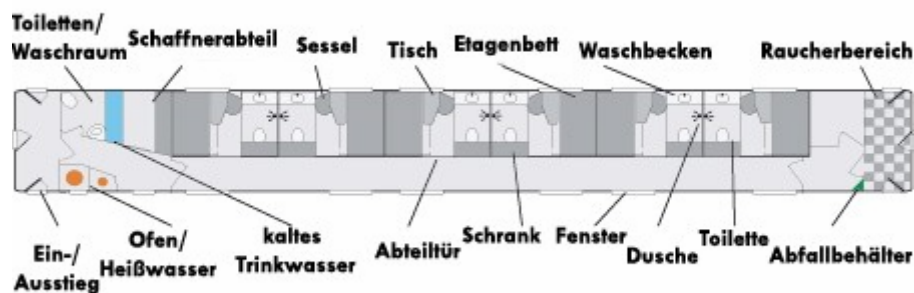 Toiletten/
Waschraum
Schaffnerabteil
Sessel
Tisch
Etagenbett
Waschbecken
Raucherbereich
Ein-/
Ausstieg
Ofen/
Heißwasser
kaltes
Trinkwasser
Abteiltür
Schrank
Fenster
Dusche
Toilette
Abfallbehälter